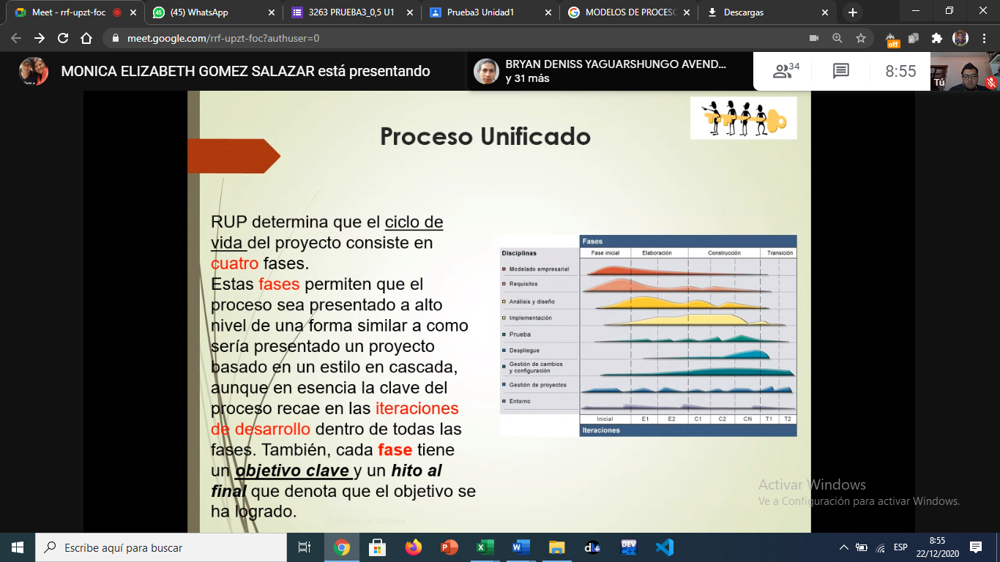 Meet - rrf-upzt-foc
(45) WhatsApp
3263 PRUEBA3_0,5 U1
Prueba3 Unidad1
MODELOS DE PROCESO
Descargas
meet.google.com/rrf-upzt-foc?authuser=0
off
MONICA ELIZABETH GOMEZ SALAZAR está presentando
BRYAN DENISS YAGUARSHUNGO AVEND...
y 31 más
34
8:55
Tú
Proceso Unificado
RUP determina que el ciclo de
vida del proyecto consiste en
cuatro fases.
Estas fases permiten que el
proceso sea presentado a alto
nivel de una forma similar a como
sería presentado un proyecto
basado en un estilo en cascada,
aunque en esencia la clave del
proceso recae en las iteraciones
de desarrollo dentro de todas las
fases. También, cada fase tiene
un objetivo clave y un hito al
final que denota que el objetivo se
ha logrado.
Fases
Disciplinas
Fase inicial Elaboración Construcción Transición
Modelado empresarial
Requisitos
Análisis y diseño
Implementación
Prueba
Despliegue
Gestión de cambios
y configuración
Gestión de proyectos
Entorno
Inicial E1 E2 C1 C2 CN T1 T2
Iteraciones
Activar Windows
Ve a Configuración para activar Windows.
Escribe aquí para buscar
DEV
ESP
8:55
22/12/2020